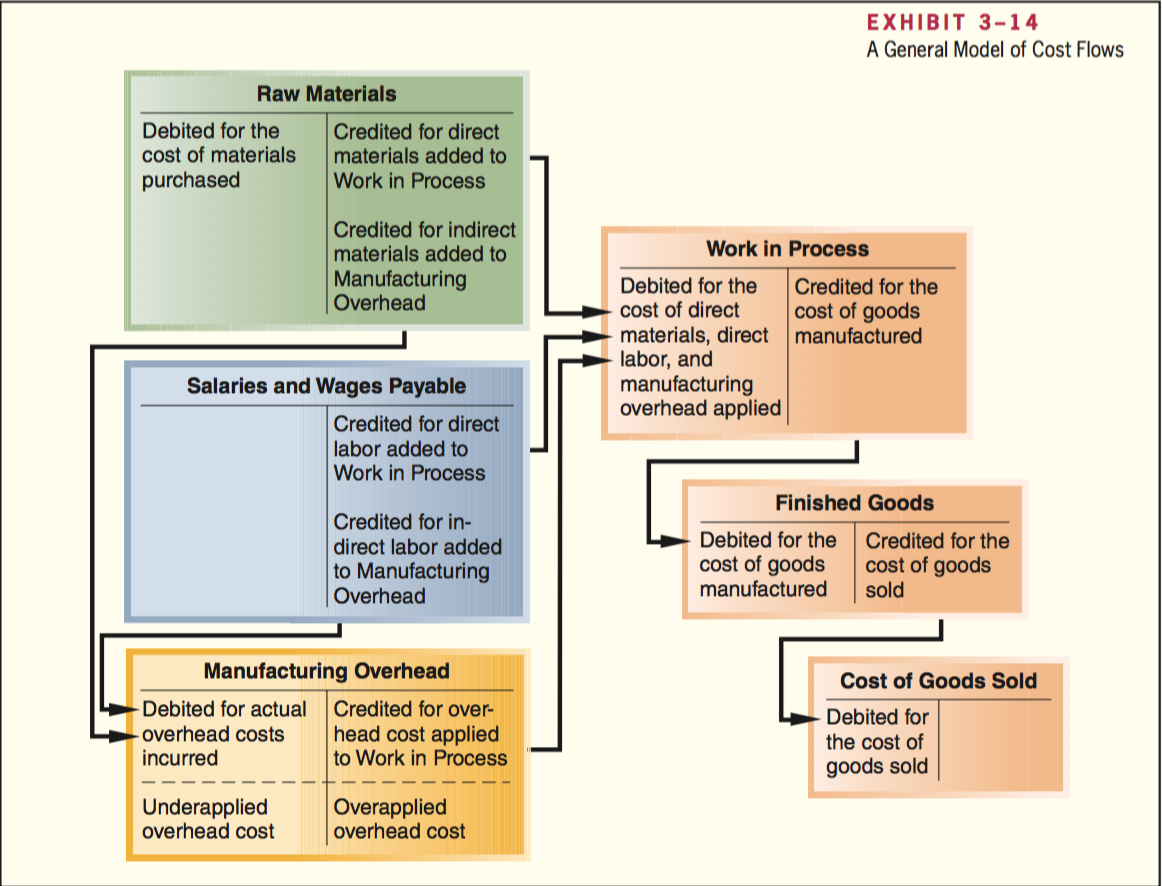 EXHIBIT 3–14
A General Model of Cost Flows
Raw Materials
Debited for the
cost of materials
purchased
Credited for direct
materials added to
Work in Process
Credited for indirect
materials added to
Manufacturing
Overhead
Salaries and Wages Payable
Credited for direct
labor added to
Work in Process
Credited for in-
direct labor added
to Manufacturing
Overhead
Manufacturing Overhead
Debited for actual
overhead costs
incurred
Credited for over-
head cost applied
to Work in Process
Underapplied
overhead cost
Overapplied
overhead cost
Work in Process
Debited for the
cost of direct
materials, direct
labor, and
manufacturing
overhead applied
Credited for the
cost of goods
manufactured
Finished Goods
Debited for the
cost of goods
manufactured
Credited for the
cost of goods
sold
Cost of Goods Sold
Debited for
the cost of
goods sold